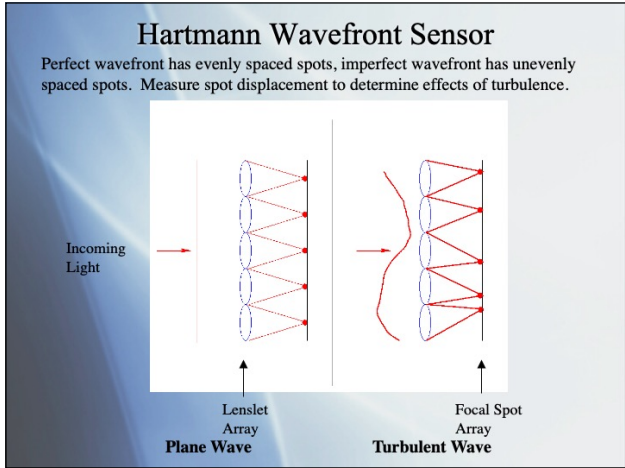 Hartmann Wavefront Sensor
Perfect wavefront has evenly spaced spots, imperfect wavefront has unevenly
spaced spots.  Measure spot displacement to determine effects of turbulence.
Incoming
Light
Lenslet
Array
Plane Wave
Focal Spot
Array
Turbulent Wave